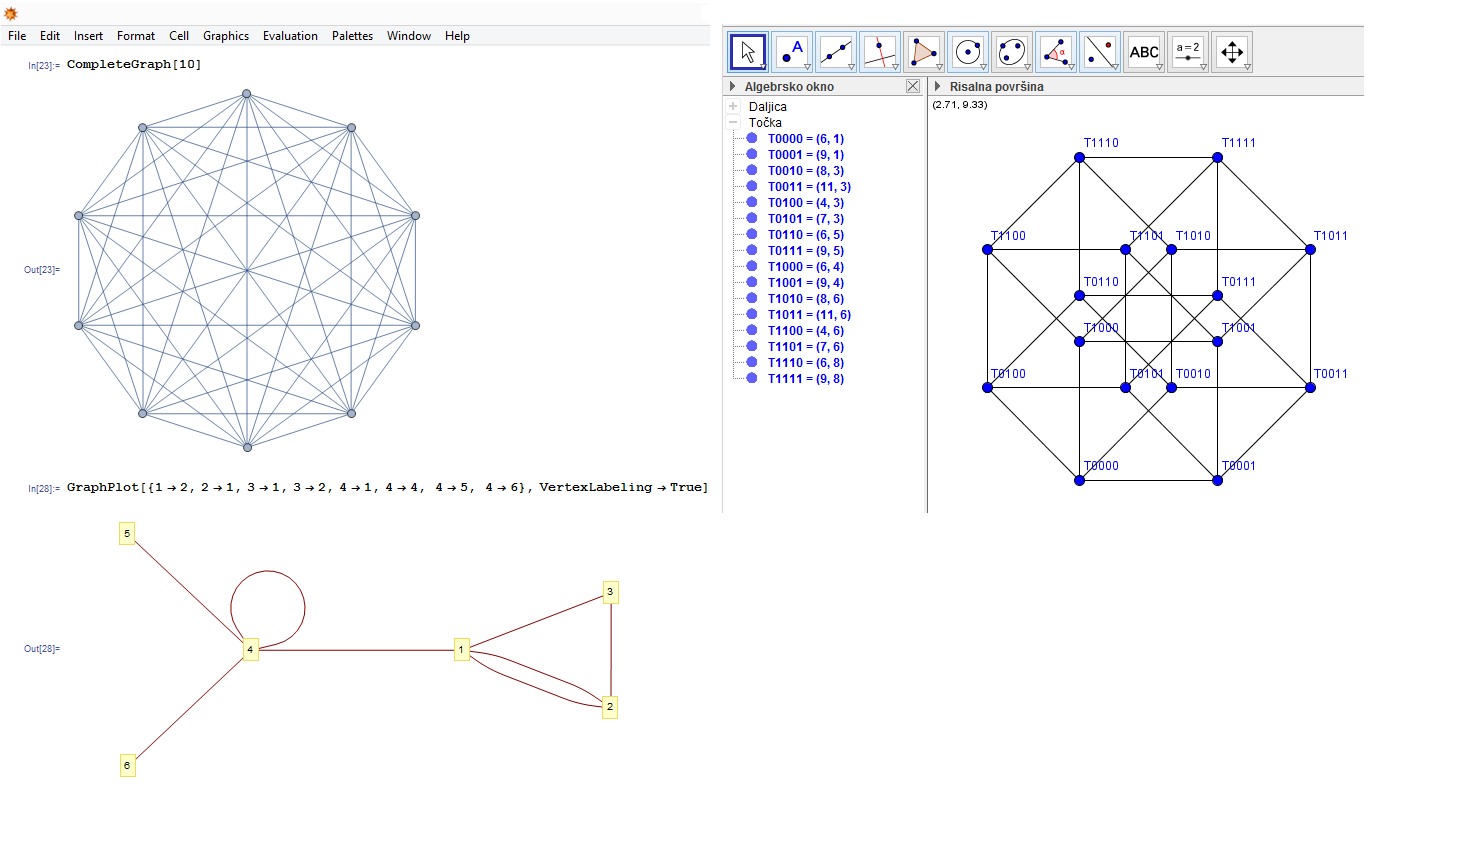 File Edit Insert Format Cell Graphics Evaluation Palettes Window Help
In[23]:= CompleteGraph[10]
Out[23]=
In[28]:= GraphPlot[{1→2, 2→1, 3→1, 3→2, 4→1, 4→4, 4→5, 4→6}, VertexLabeling→True]
5
3
Out[28]=
4
1
2
6
A
α
ABC
a=2
Algebrsko okno
Daljica
Točka
T0000 = (6, 1)
T0001 = (9, 1)
T0010 = (8, 3)
T0011 = (11, 3)
T0100 = (4, 3)
T0101 = (7, 3)
T0110 = (6, 5)
T0111 = (9, 5)
T1000 = (6, 4)
T1001 = (9, 4)
T1010 = (8, 6)
T1011 = (11, 6)
T1100 = (4, 6)
T1101 = (7, 6)
T1110 = (6, 8)
T1111 = (9, 8)
Risalna površina
(2.71, 9.33)
T1110 T1111
T1100 T1101 T1010 T1011
T0110 T0111
T1000 T1001
T0100 T0101 T0010 T0011
T0000 T0001